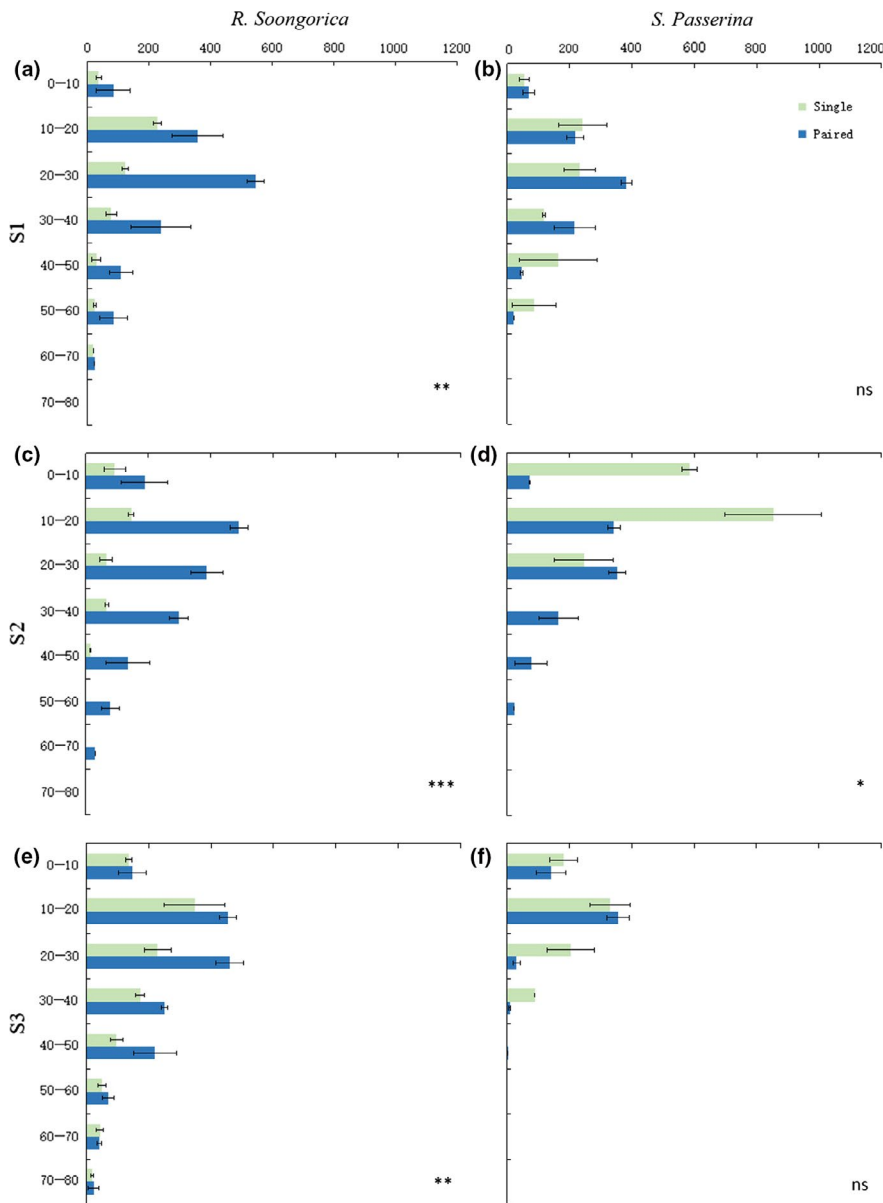 R. Soongorica
S. Passerina
0 200 400 600 800 1000 1200
0 200 400 600 800 1000 1200
(a)
(b)
Single
Paired
S1
0—10
10—20
20—30
30—40
40—50
50—60
60—70
70—80
**
ns
(c)
(d)
S2
0—10
10—20
20—30
30—40
40—50
50—60
60—70
70—80
***
*
(e)
(f)
S3
0—10
10—20
20—30
30—40
40—50
50—60
60—70
70—80
**
ns